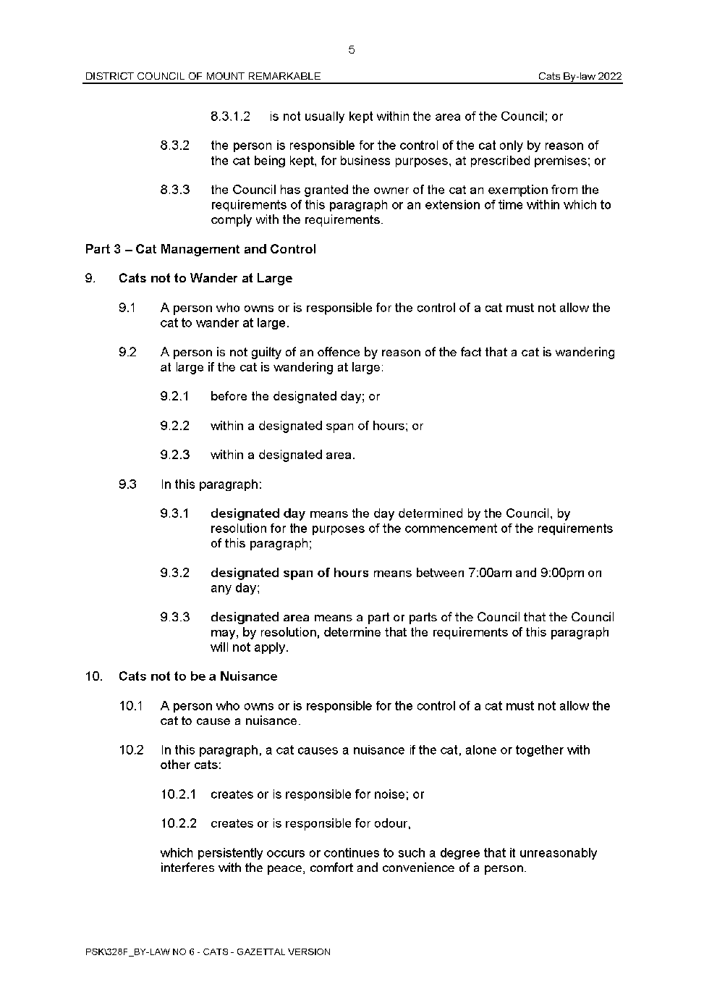 5
DISTRICT COUNCIL OF MOUNT REMARKABLE Cats By-law 2022
8.3.1.2 is not usually kept within the area of the Council; or
8.3.2 the person is responsible for the control of the cat only by reason of
the cat being kept, for business purposes, at prescribed premises; or
8.3.3 the Council has granted the owner of the cat an exemption from the
requirements of this paragraph or an extension of time within which to
comply with the requirements.
Part 3 – Cat Management and Control
9. Cats not to Wander at Large
9.1 A person who owns or is responsible for the control of a cat must not allow the
cat to wander at large.
9.2 A person is not guilty of an offence by reason of the fact that a cat is wandering
at large if the cat is wandering at large:
9.2.1 before the designated day; or
9.2.2 within a designated span of hours; or
9.2.3 within a designated area.
9.3 In this paragraph:
9.3.1 designated day means the day determined by the Council, by
resolution for the purposes of the commencement of the requirements
of this paragraph;
9.3.2 designated span of hours means between 7:00am and 9:00pm on
any day;
9.3.3 designated area means a part or parts of the Council that the Council
may, by resolution, determine that the requirements of this paragraph
will not apply.
10. Cats not to be a Nuisance
10.1 A person who owns or is responsible for the control of a cat must not allow the
cat to cause a nuisance.
10.2 In this paragraph, a cat causes a nuisance if the cat, alone or together with
other cats:
10.2.1 creates or is responsible for noise; or
10.2.2 creates or is responsible for odour,
which persistently occurs or continues to such a degree that it unreasonably
interferes with the peace, comfort and convenience of a person.
PSK\328F_BY-LAW NO 6 - CATS - GAZETTAL VERSION